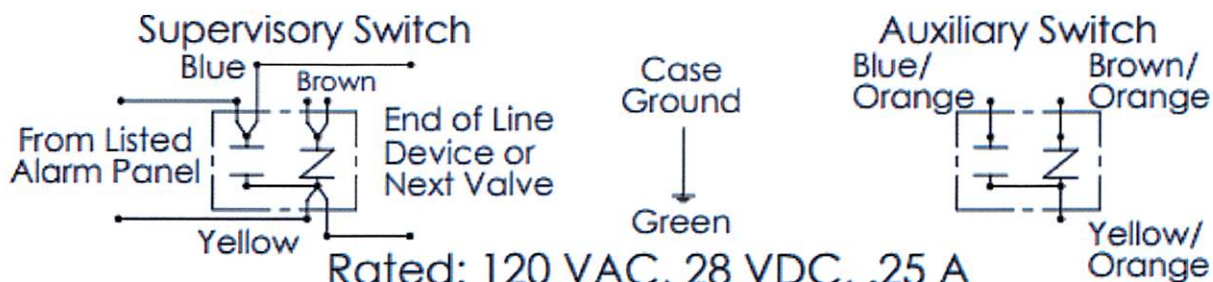 Supervisory Switch
Blue
Brown
From Listed
Alarm Panel
End of Line
Device or
Next Valve
Yellow
Case
Ground
Green
Auxiliary Switch
Blue/
Orange
Brown/
Orange
Yellow/
Orange
Rated: 120 VAC, 28 VDC, .25 A